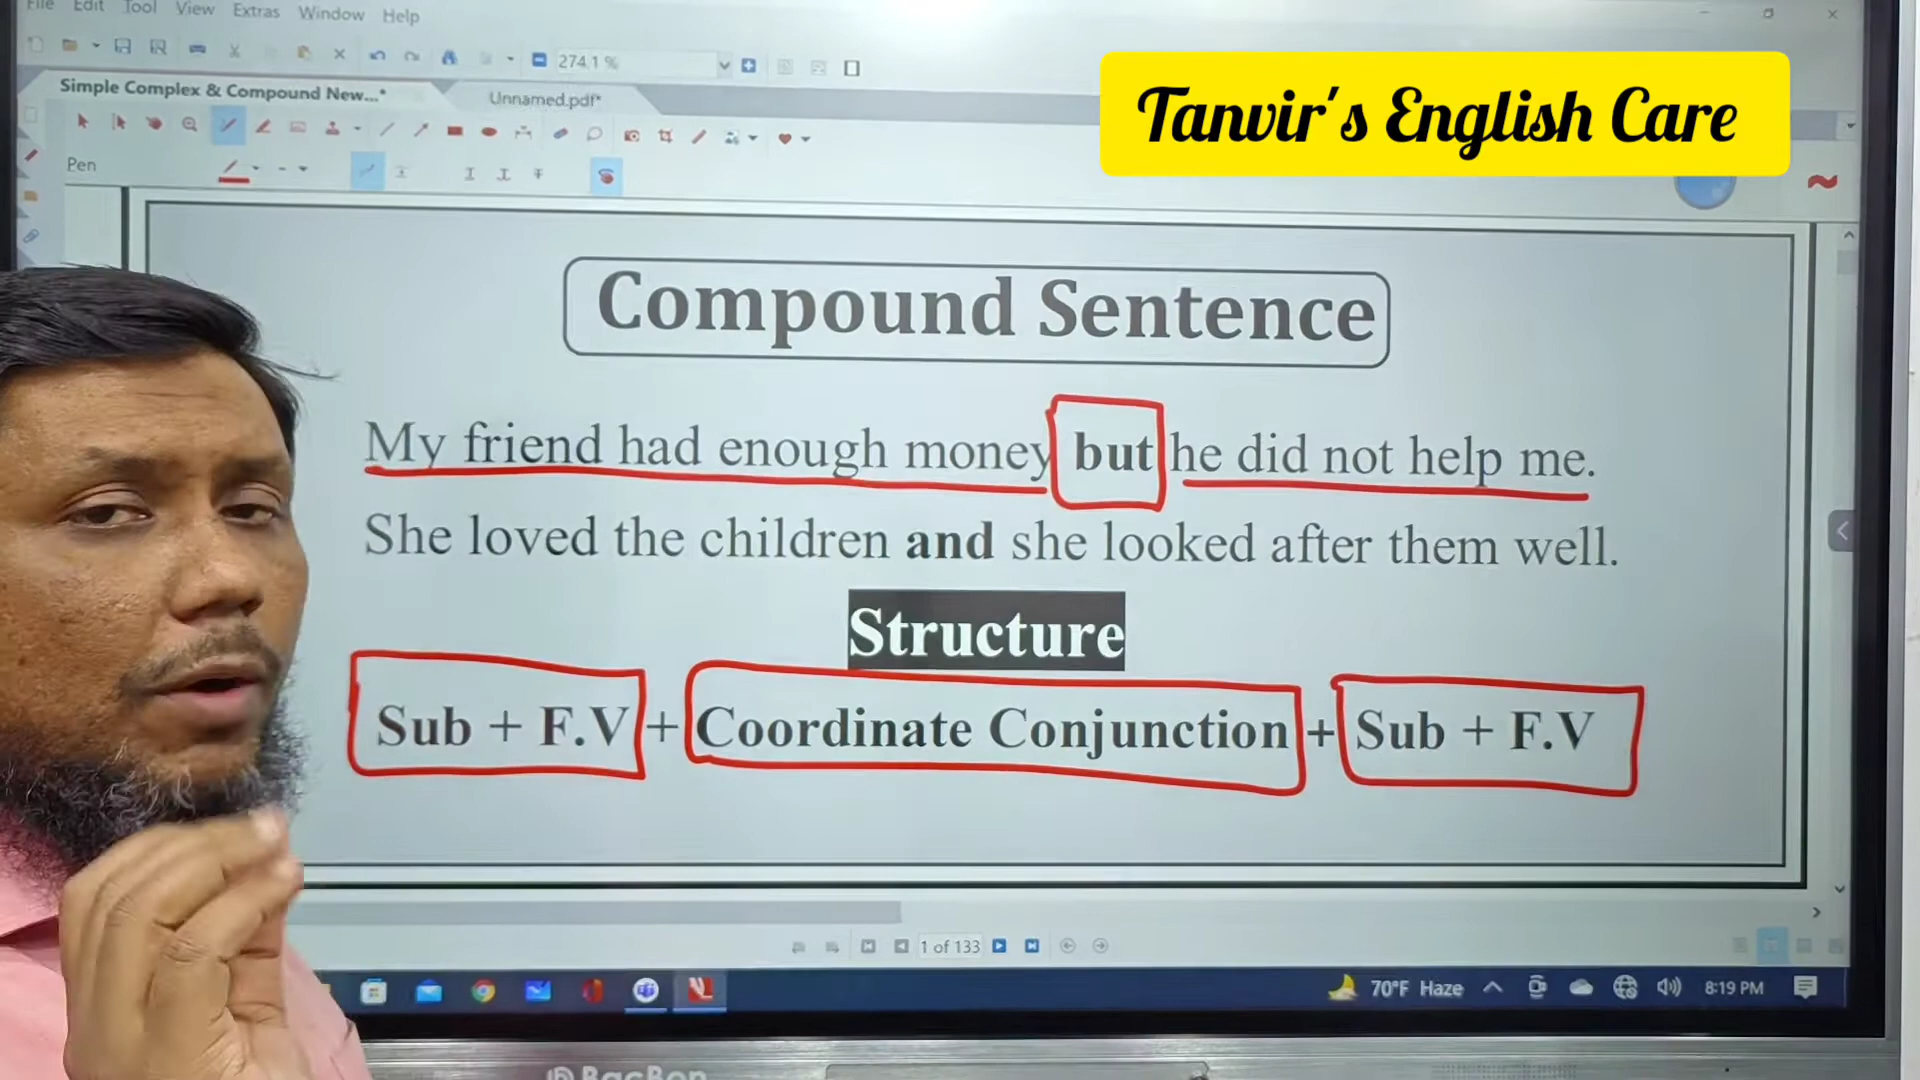 File Edit Tool View Extras Window Help
274.1 %
Simple Complex & Compound New...*
Unnamed.pdf*
Pen
Tanvir's English Care
Compound Sentence
My friend had enough money but he did not help me.
She loved the children and she looked after them well.
Structure
Sub + F.V + Coordinate Conjunction + Sub + F.V
1 of 133
70°F Haze
8:19 PM